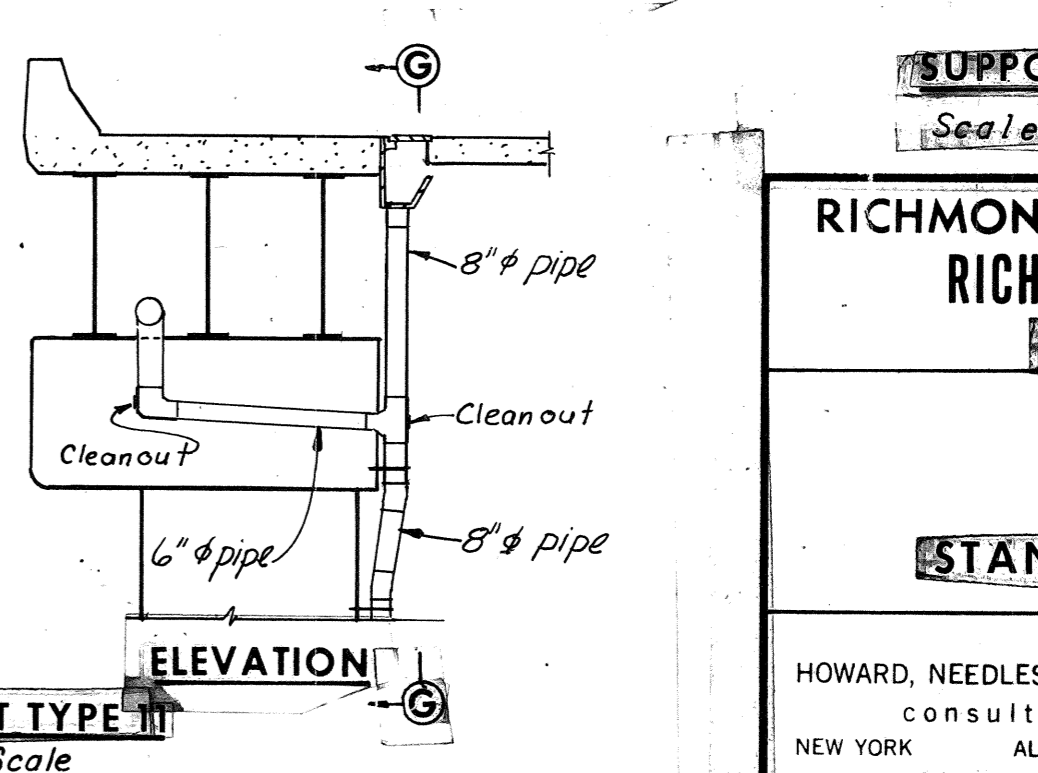 G
SUPPO
Scale
RICHMON
RICH
8" ϕ pipe
Cleanout
Cleanout
6" ϕ pipe
8" ϕ pipe
STAN
ELEVATION
G
HOWARD, NEEDLES
consult
NEW YORK AL
T TYPE 11
Scale